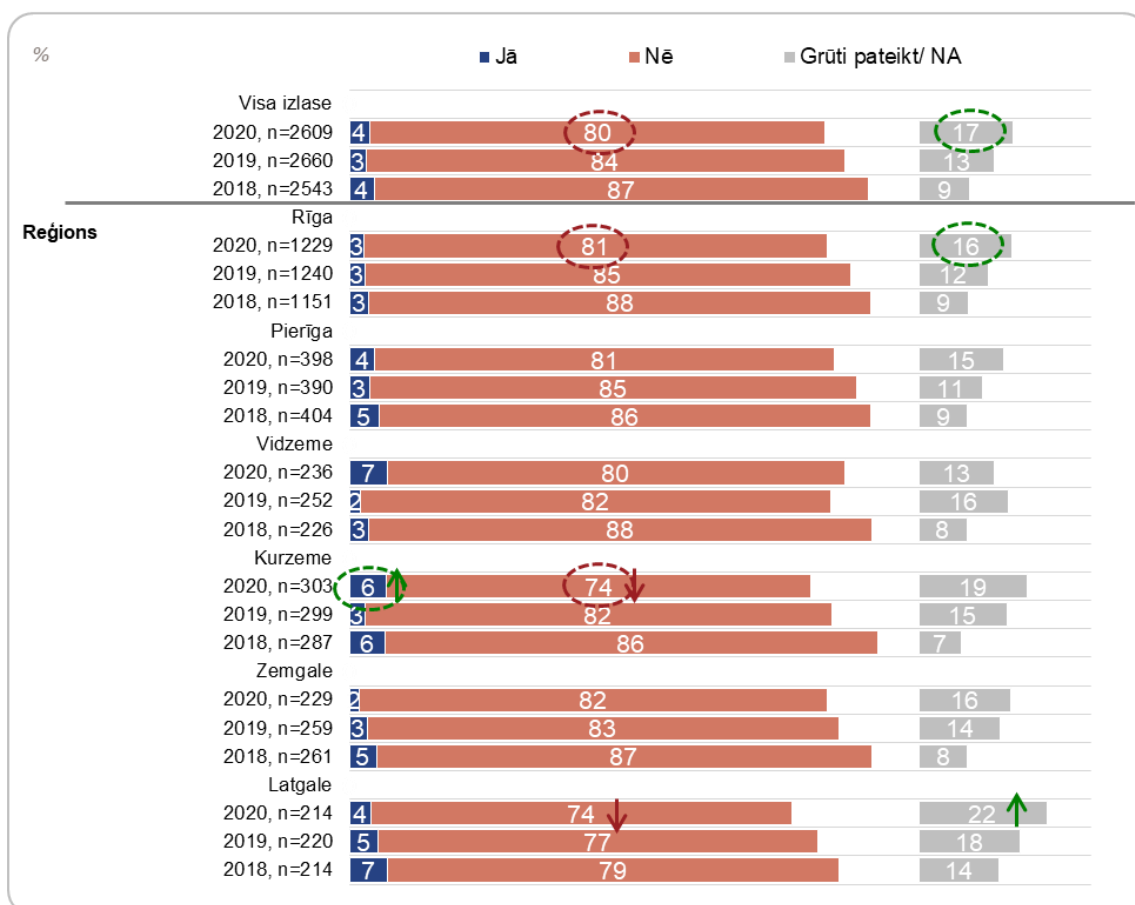 %
Jā Nē Grūti pateikt/ NA
Visa izlase
2020, n=2609 4 80 17
2019, n=2660 3 84 13
2018, n=2543 4 87 9
Reģions
Rīga
2020, n=1229 3 81 16
2019, n=1240 3 85 12
2018, n=1151 3 88 9
Pierīga
2020, n=398 4 81 15
2019, n=390 3 85 11
2018, n=404 5 86 9
Vidzeme
2020, n=236 7 80 13
2019, n=252 2 82 16
2018, n=226 3 88 8
Kurzeme
2020, n=303 6 74 19
2019, n=299 3 82 15
2018, n=287 6 86 7
Zemgale
2020, n=229 2 82 16
2019, n=259 3 83 14
2018, n=261 5 87 8
Latgale
2020, n=214 4 74 22
2019, n=220 5 77 18
2018, n=214 7 79 14